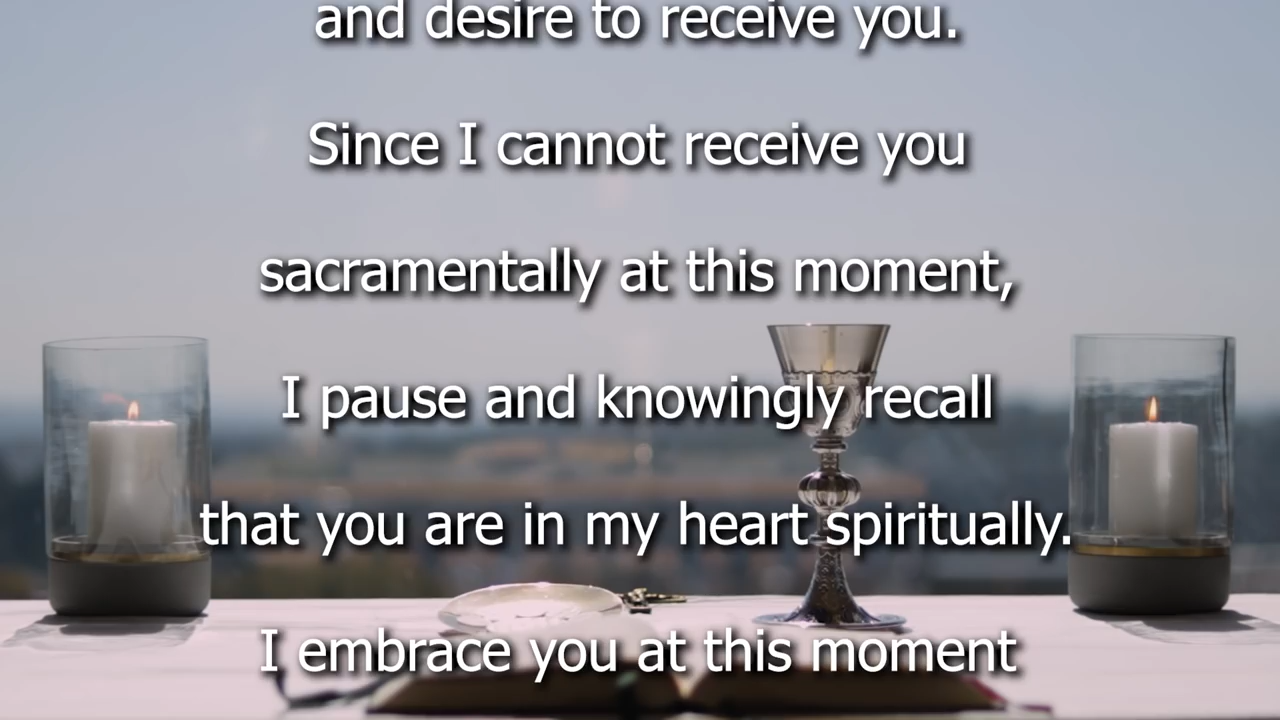 and desire to receive you.
Since I cannot receive you
sacramentally at this moment,
I pause and knowingly recall
that you are in my heart spiritually.
I embrace you at this moment